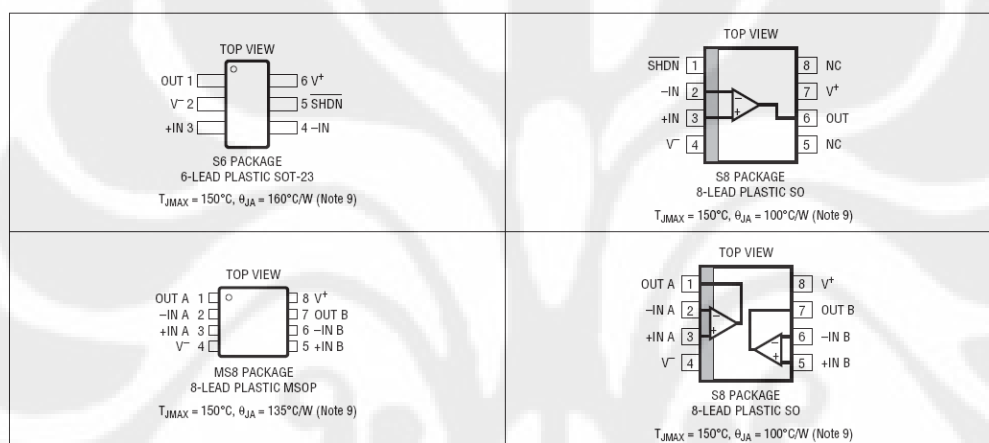 TOP VIEW
OUT 1
V⁻ 2
+IN 3
6 V⁺
5 S̅H̅D̅N̅
4 –IN
S6 PACKAGE
6-LEAD PLASTIC SOT-23
TJMAX = 150°C, θJA = 160°C/W (Note 9)
TOP VIEW
S̅H̅D̅N̅ 1
–IN 2
+IN 3
V⁻ 4
8 NC
7 V⁺
6 OUT
5 NC
– +
S8 PACKAGE
8-LEAD PLASTIC SO
TJMAX = 150°C, θJA = 100°C/W (Note 9)
TOP VIEW
OUT A 1
–IN A 2
+IN A 3
V⁻ 4
8 V⁺
7 OUT B
6 –IN B
5 +IN B
MS8 PACKAGE
8-LEAD PLASTIC MSOP
TJMAX = 150°C, θJA = 135°C/W (Note 9)
TOP VIEW
OUT A 1
–IN A 2
+IN A 3
V⁻ 4
8 V⁺
7 OUT B
6 –IN B
5 +IN B
– +
– +
S8 PACKAGE
8-LEAD PLASTIC SO
TJMAX = 150°C, θJA = 100°C/W (Note 9)